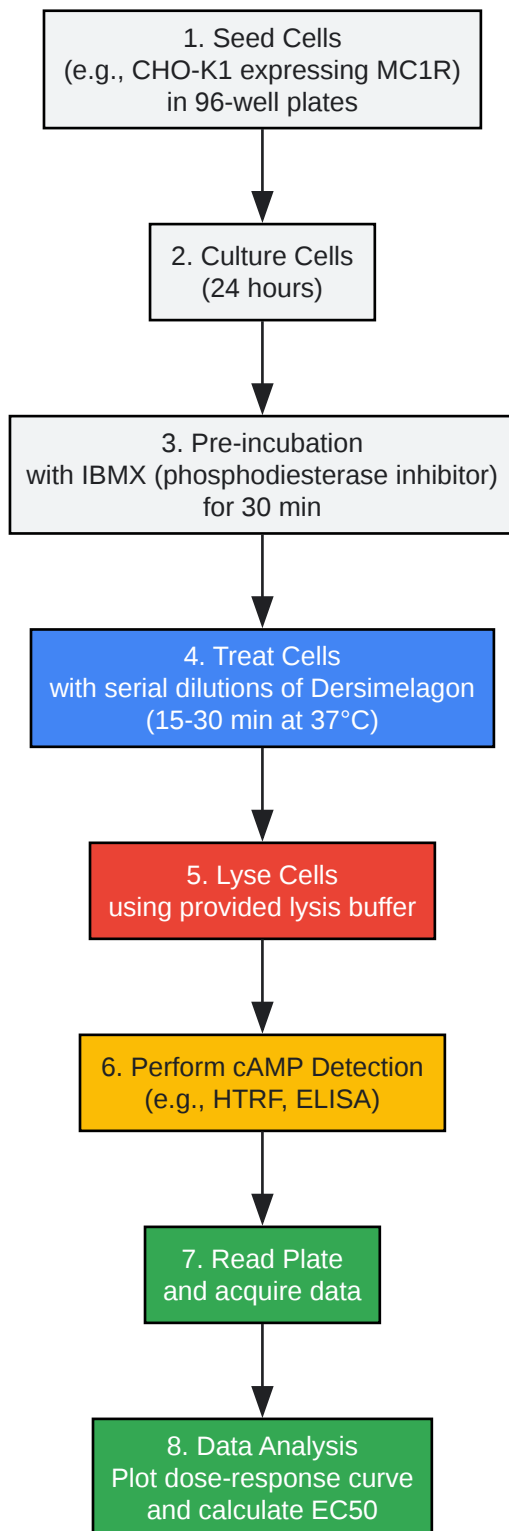 1. Seed Cells
(e.g., CHO-K1 expressing MC1R)
in 96-well plates
2. Culture Cells
(24 hours)
3. Pre-incubation
with IBMX (phosphodiesterase inhibitor)
for 30 min
4. Treat Cells
with serial dilutions of Dersimelagon
(15-30 min at 37°C)
5. Lyse Cells
using provided lysis buffer
6. Perform cAMP Detection
(e.g., HTRF, ELISA)
7. Read Plate
and acquire data
8. Data Analysis
Plot dose-response curve
and calculate EC50